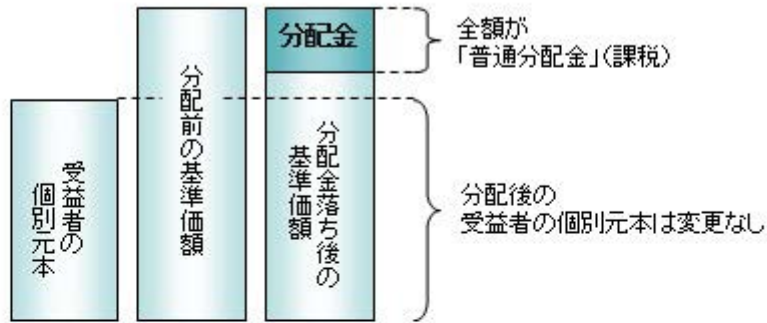 受益者の
個別元本
分配前の基準価額
分配金
分配金落ち後の
基準価額
全額が
「普通分配金」(課税)
分配後の
受益者の個別元本は変更なし